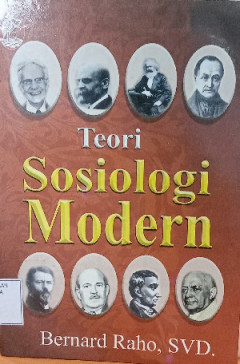 Teori
Sosiologi
Modern
Bernard Raho, SVD.